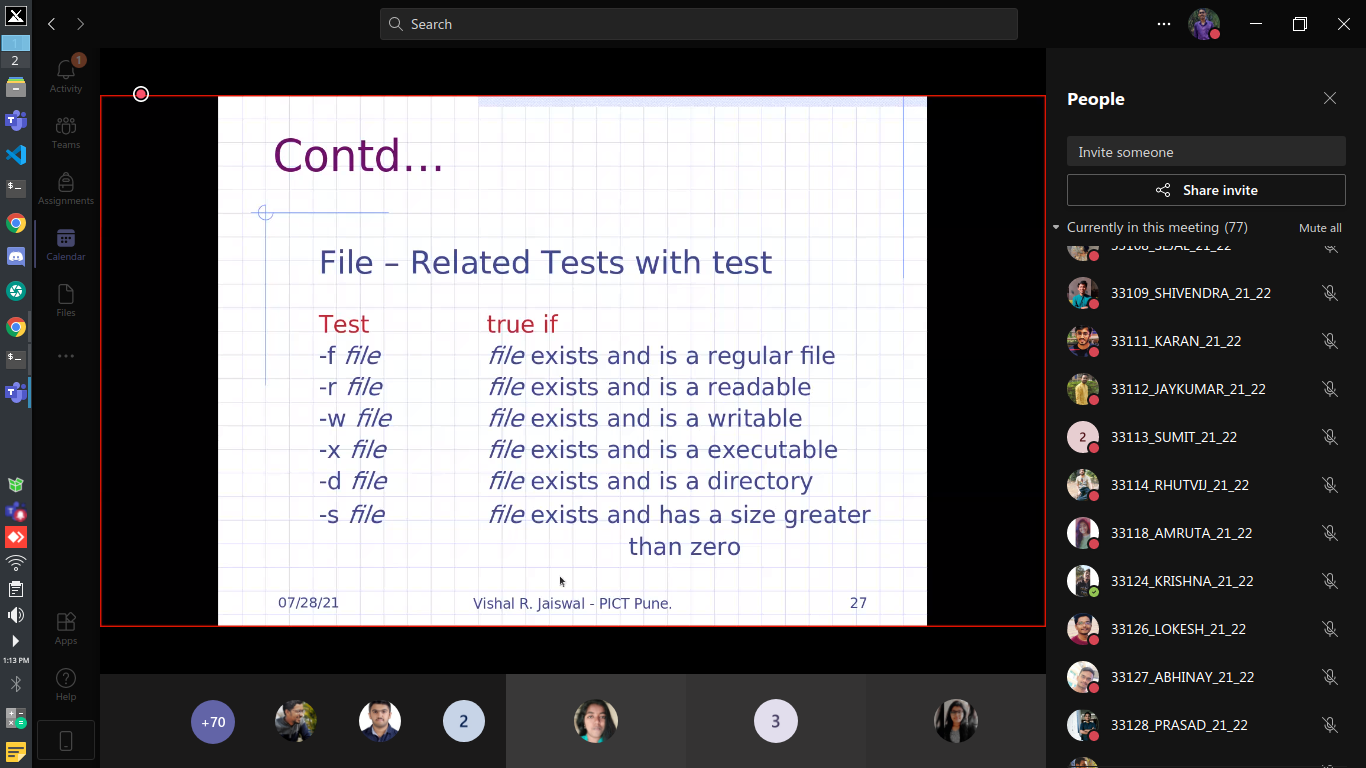 Search
1
2
1
Activity
Teams
Assignments
Calendar
Files
Apps
Help
1:13 PM
Contd…
File – Related Tests with test
Test true if
-f file file exists and is a regular file
-r file file exists and is a readable
-w file file exists and is a writable
-x file file exists and is a executable
-d file file exists and is a directory
-s file file exists and has a size greater
than zero
07/28/21 Vishal R. Jaiswal - PICT Pune. 27
+70
2
3
People
Invite someone
Share invite
Currently in this meeting (77) Mute all
33109_SHIVENDRA_21_22
33111_KARAN_21_22
33112_JAYKUMAR_21_22
2 33113_SUMIT_21_22
33114_RHUTVIJ_21_22
33118_AMRUTA_21_22
33124_KRISHNA_21_22
33126_LOKESH_21_22
33127_ABHINAY_21_22
33128_PRASAD_21_22